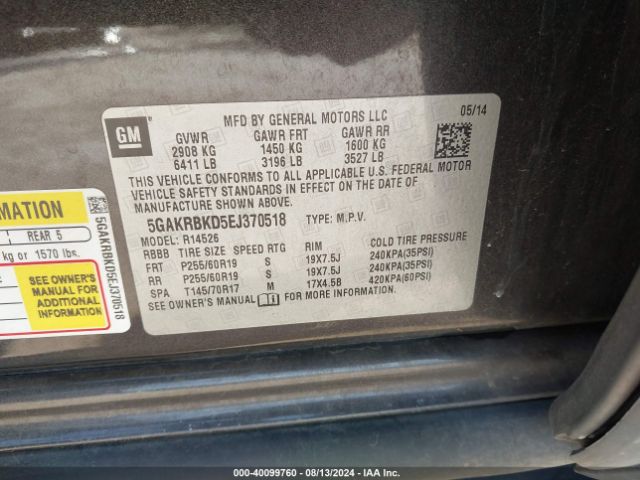 GM
MFD BY GENERAL MOTORS LLC
05/14
GVWR GAWR FRT GAWR RR
2908 KG 1450 KG 1600 KG
6411 LB 3196 LB 3527 LB
THIS VEHICLE CONFORMS TO ALL APPLICABLE U.S. FEDERAL MOTOR
VEHICLE SAFETY STANDARDS IN EFFECT ON THE DATE OF
MANUFACTURE SHOWN ABOVE.
5GAKRBKD5EJ370518 TYPE: M.P.V.
MODEL: R14526
RBBB TIRE SIZE SPEED RTG RIM COLD TIRE PRESSURE
FRT P255/60R19 S 19X7.5J 240KPA(35PSI)
RR P255/60R19 S 19X7.5J 240KPA(35PSI)
SPA T145/70R17 M 17X4.5B 420KPA(60PSI)
SEE OWNER'S MANUAL FOR MORE INFORMATION
MATION
REAR 5
kg or 1570 lbs.
SEE OWNER'S
MANUAL FOR
ADDITIONAL
INFORMATION
5GAKRBKD5EJ370518
000-40099760 - 08/13/2024 - IAAI.com